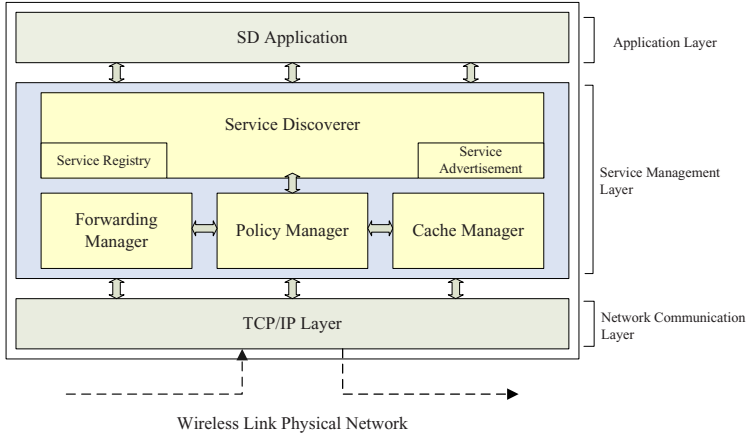 SD Application
Application Layer
Service Discoverer
Service Registry
Service
Advertisement
Service Management
Layer
Forwarding
Manager
Policy Manager
Cache Manager
TCP/IP Layer
Network Communication
Layer
Wireless Link Physical Network